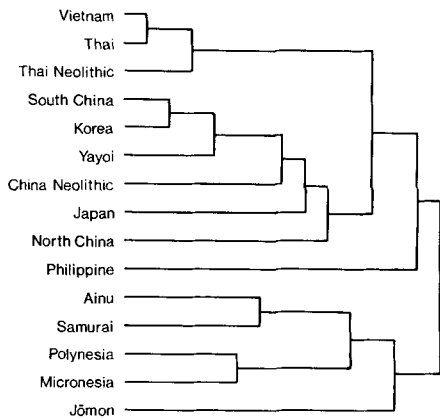 Vietnam
Thai
Thai Neolithic
South China
Korea
Yayoi
China Neolithic
Japan
North China
Philippine
Ainu
Samurai
Polynesia
Micronesia
Jōmon